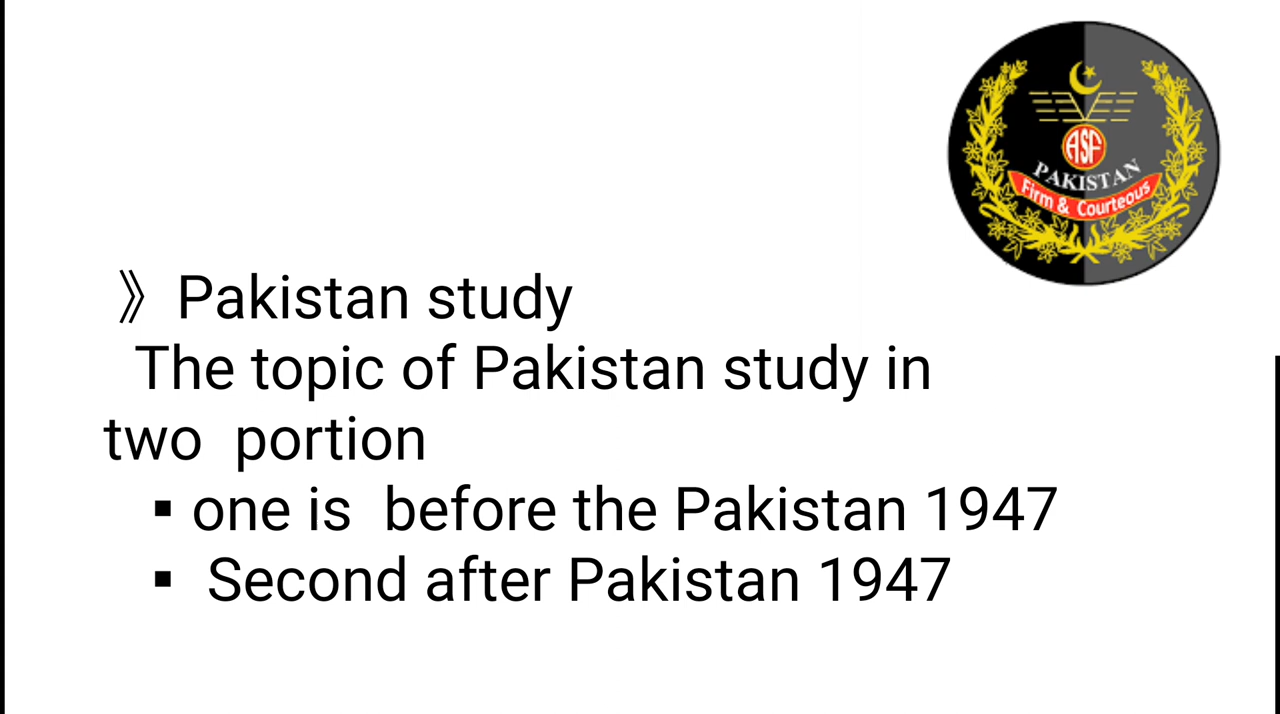 ASF
PAKISTAN
Firm & Courteous
》Pakistan study
The topic of Pakistan study in
two portion
▪ one is before the Pakistan 1947
▪ Second after Pakistan 1947